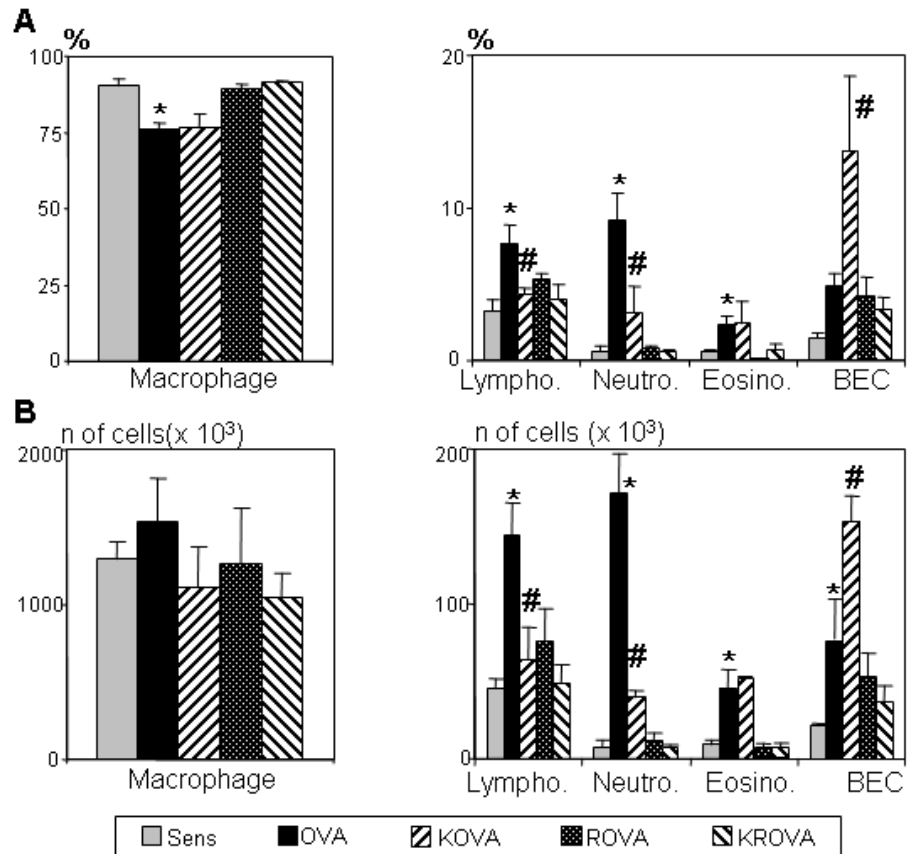 A
% %
100
75
50
25
0
Macrophage
20
10
0
*
* # * # * #
Lympho. Neutro. Eosino. BEC
B
n of cells(x 10³) n of cells (x 10³)
2000
1000
0
Macrophage
200
100
0
* # * # * * #
Lympho. Neutro. Eosino. BEC
Sens OVA KOVA ROVA KROVA